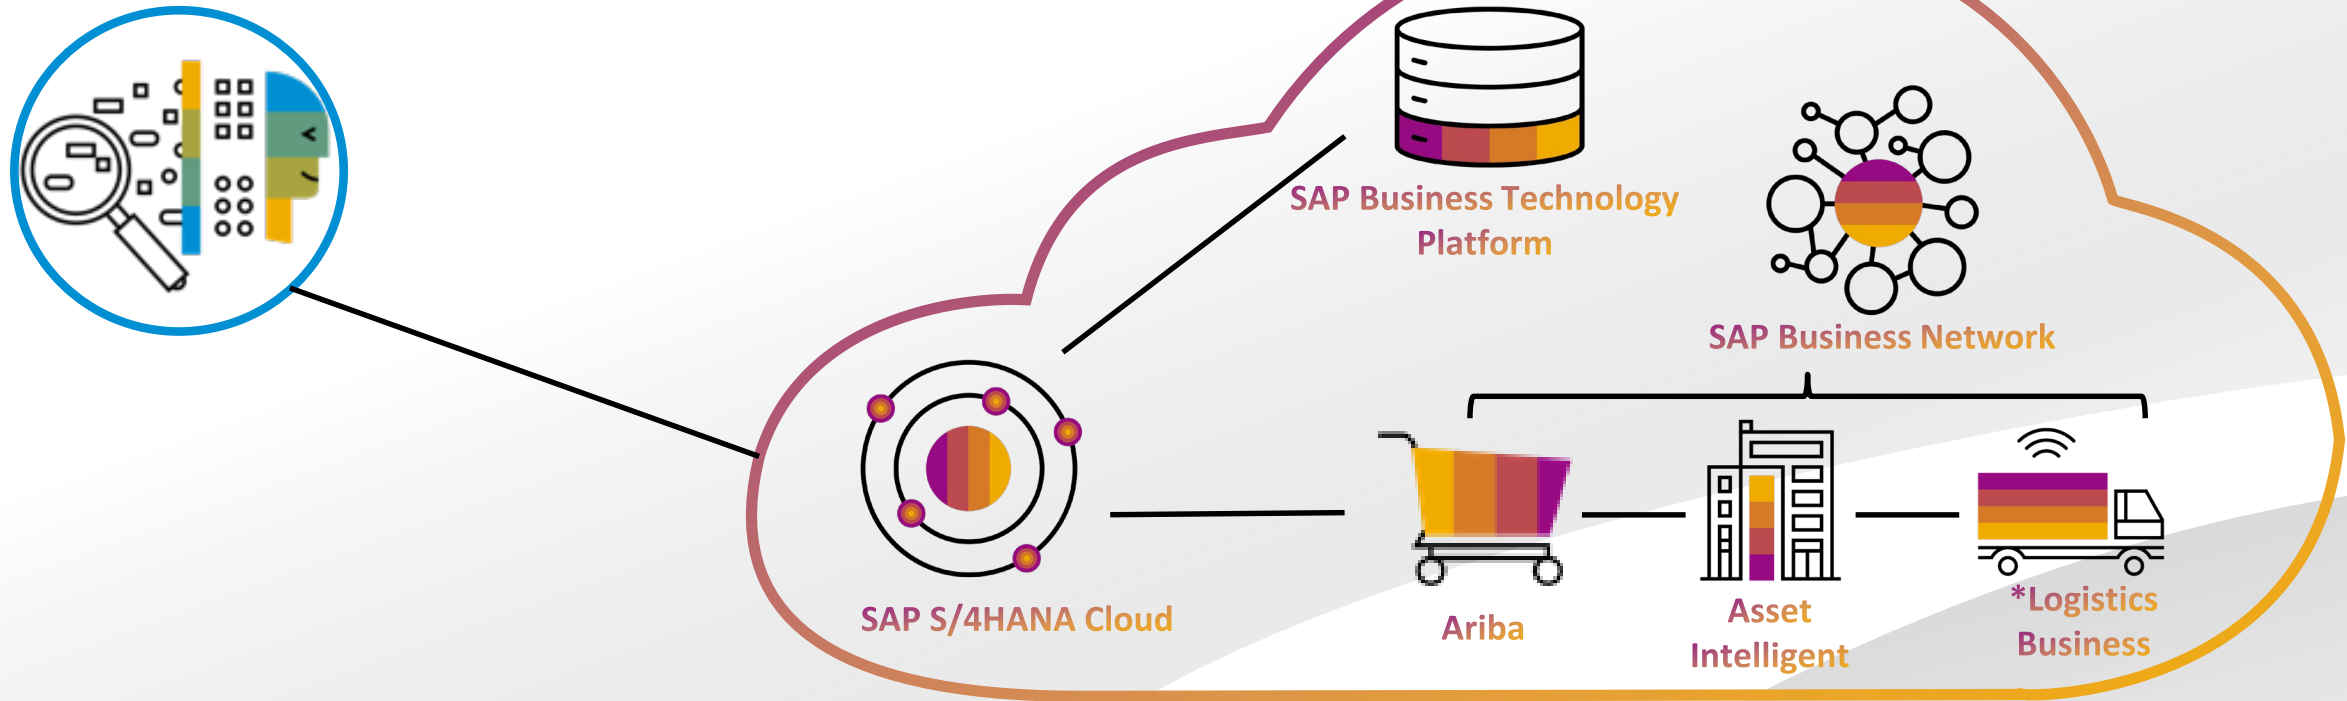 SAP Business Technology
Platform
SAP Business Network
SAP S/4HANA Cloud
Ariba
Asset
Intelligent
*Logistics
Business